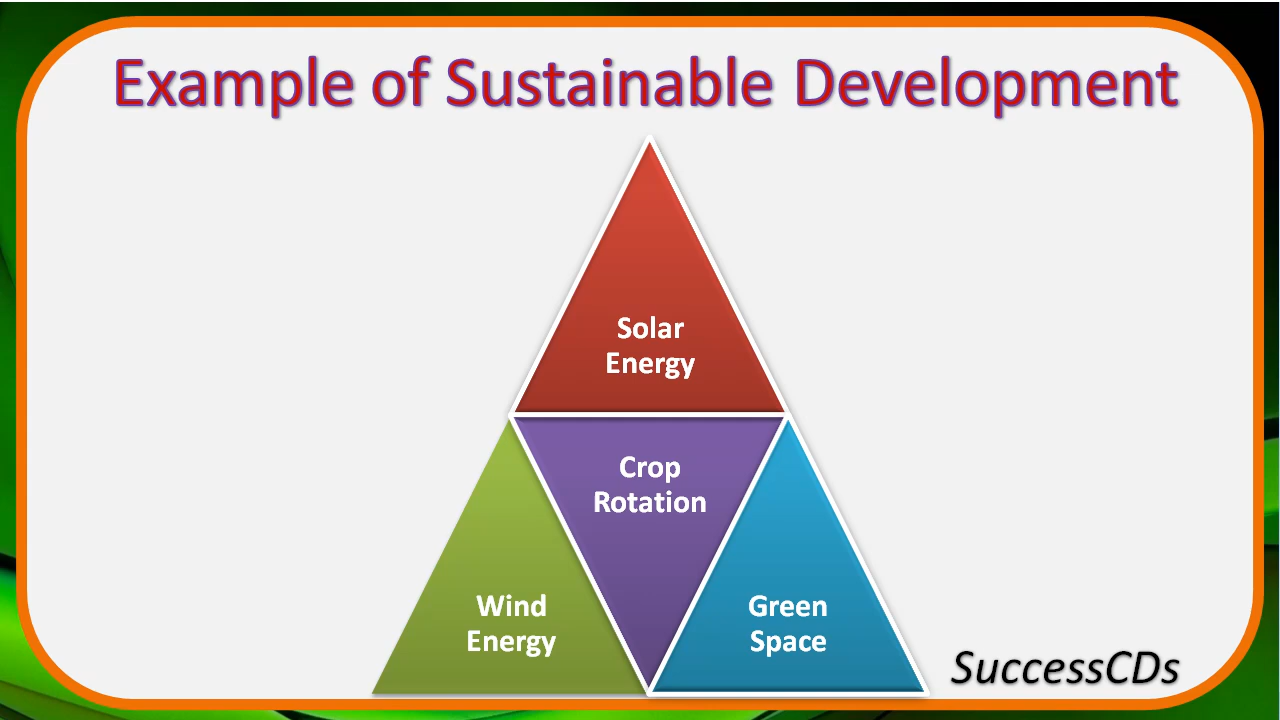 Example of Sustainable Development
Solar
Energy
Crop
Rotation
Wind
Energy
Green
Space
SuccessCDs